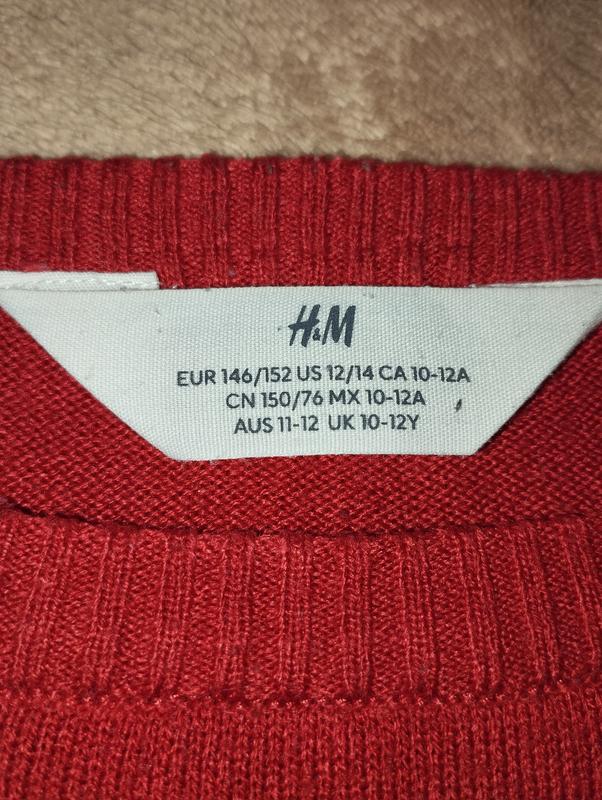 H&M
EUR 146/152 US 12/14 CA 10-12A
CN 150/76 MX 10-12A
AUS 11-12 UK 10-12Y